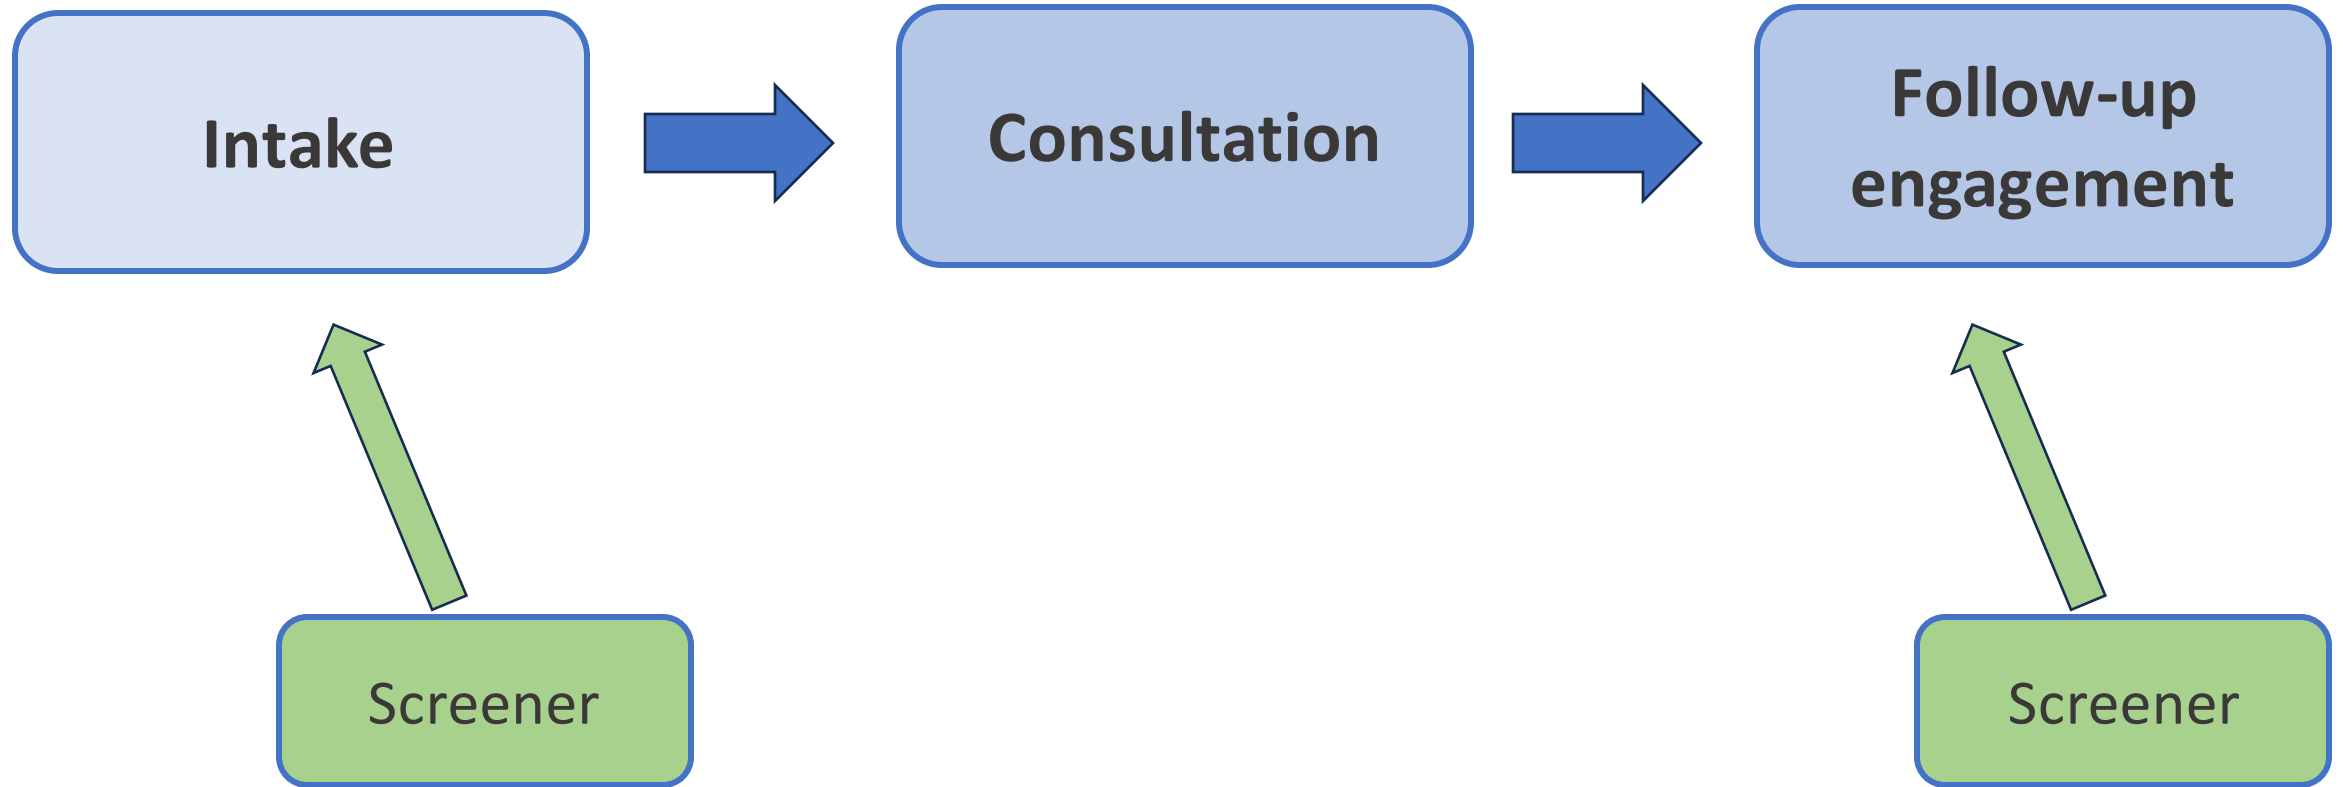 Intake
Consultation
Follow-up
engagement
Screener
Screener